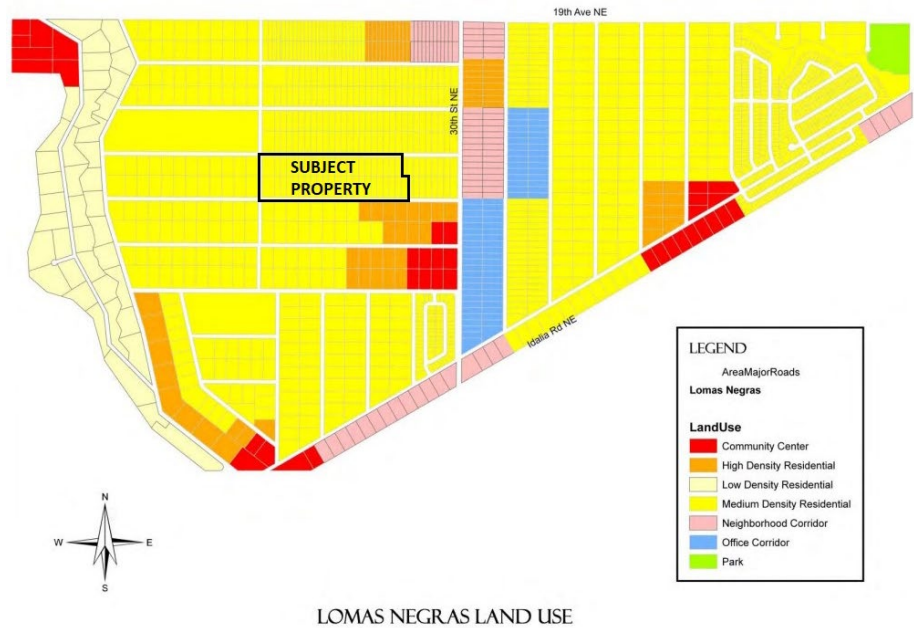 19th Ave NE
30th St NE
SUBJECT
PROPERTY
Idalia Rd NE
LEGEND
AreaMajorRoads
Lomas Negras
LandUse
Community Center
High Density Residential
Low Density Residential
Medium Density Residential
Neighborhood Corridor
Office Corridor
Park
N
W E
S
LOMAS NEGRAS LAND USE